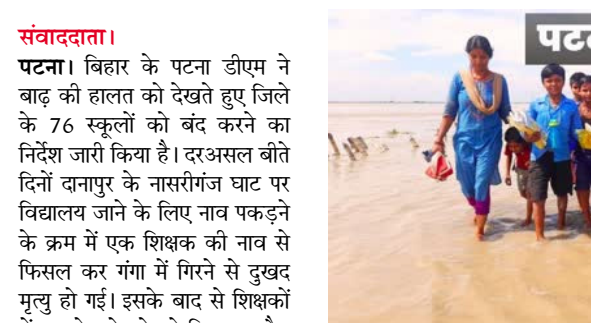 संवाददाता।
पटना। बिहार के पटना डीएम ने
बाढ़ की हालत को देखते हुए जिले
के 76 स्कूलों को बंद करने का
निर्देश जारी किया है। दरअसल बीते
दिनों दानापुर के नासरीगंज घाट पर
विद्यालय जाने के लिए नाव पकड़ने
के क्रम में एक शिक्षक की नाव से
फिसल कर गंगा में गिरने से दुखद
मृत्यु हो गई। इसके बाद से शिक्षकों